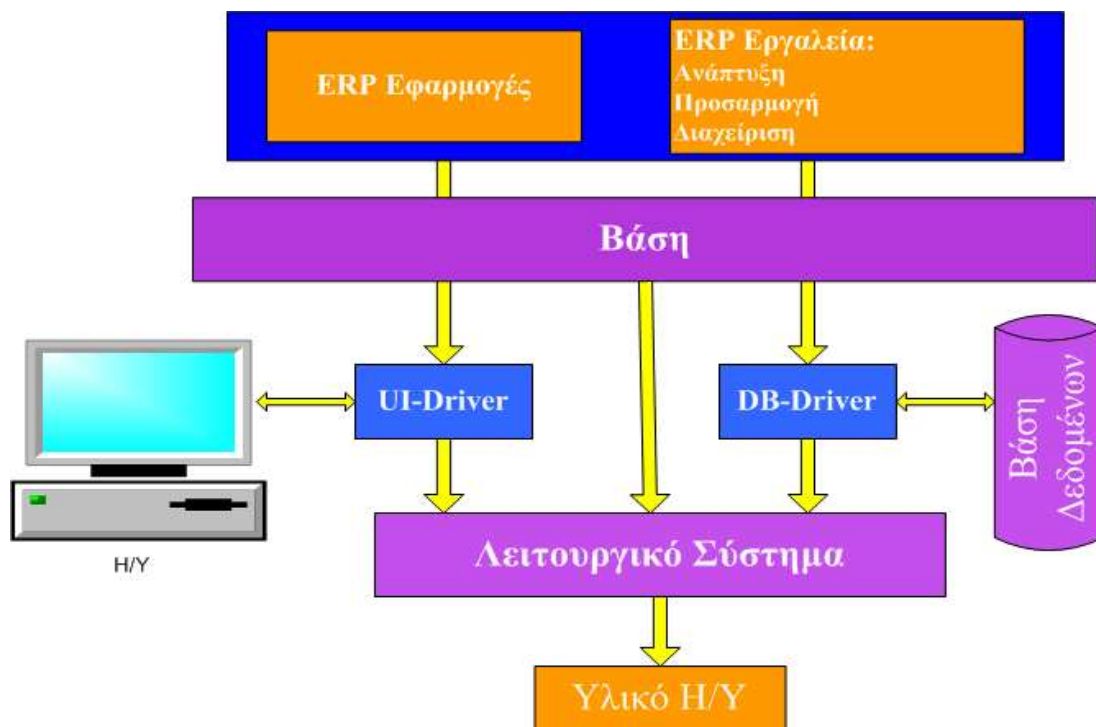 ERP Εφαρμογές
ERP Εργαλεία:
Ανάπτυξη
Προσαρμογή
Διαχείριση
Βάση
UI-Driver
DB-Driver
Βάση
Δεδομένων
H/Y
Λειτουργικό Σύστημα
Υλικό Η/Υ